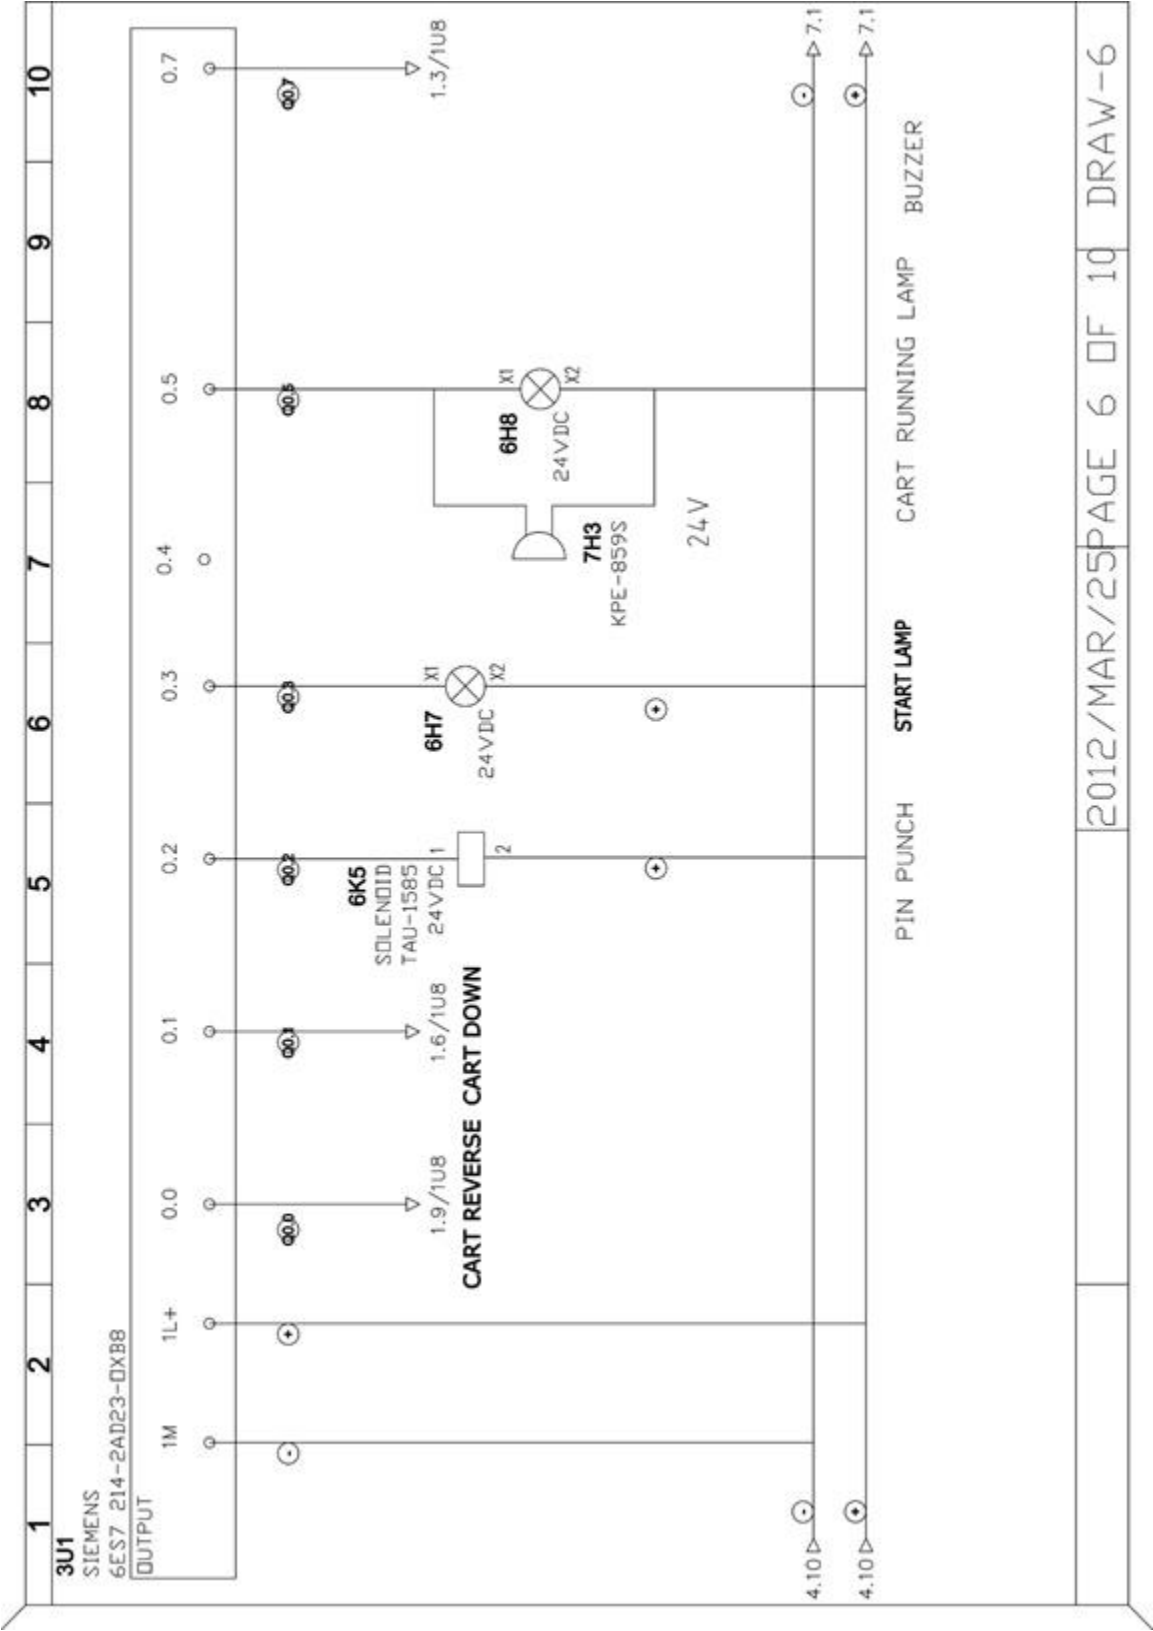 1 2 3 4 5 6 7 8 9 10
3U1
SIEMENS
6ES7 214-2AD23-0XB8
OUTPUT
1M 1L+ 0.0 0.1 0.2 0.3 0.4 0.5 0.7
- + Q0.0 Q0.1 Q0.2 Q0.3 Q0.5 Q0.7
6K5
SOLENOID
TAU-1585
24VDC 1
2
1.9/1U8
1.6/1U8
1.3/1U8
CART REVERSE CART DOWN
6H7
X1
X2
24VDC
6H8
X1
X2
24VDC
7H3
KPE-859S
+ +
24V
4.10 - - 7.1
4.10 + + 7.1
PIN PUNCH START LAMP CART RUNNING LAMP BUZZER
2012/MAR/25 PAGE 6 OF 10 DRAW-6